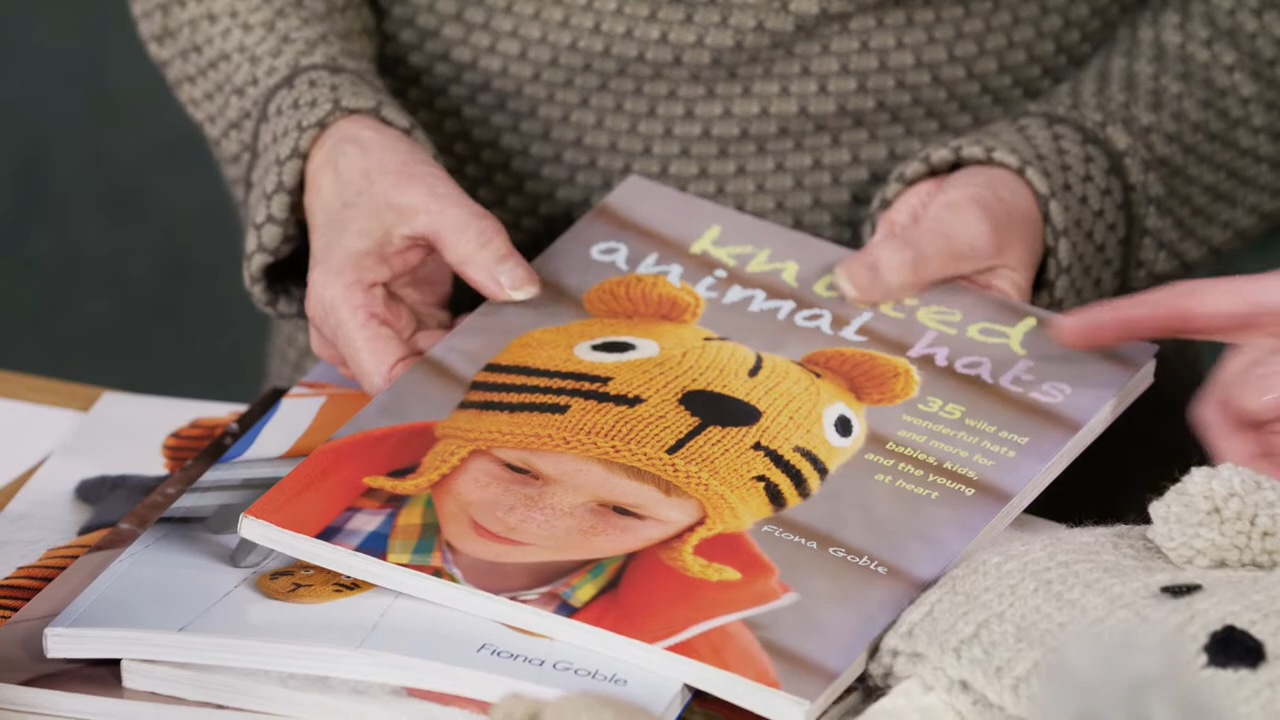 knitted
animal hats
35 wild and
wonderful hats
and more for
babies, kids,
and the young
at heart
Fiona Goble
Fiona Goble